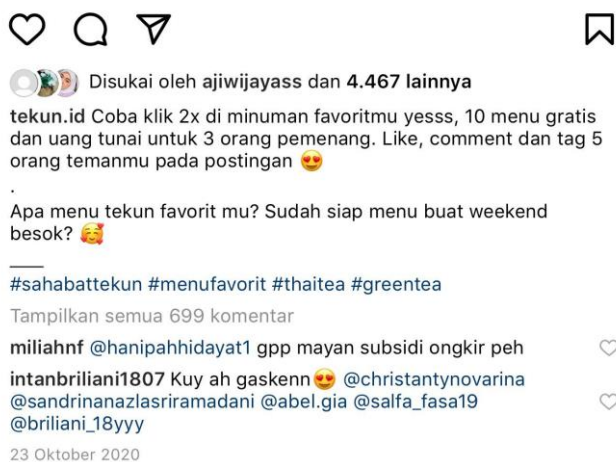 Disukai oleh ajiwijayass dan 4.467 lainnya
tekun.id Coba klik 2x di minuman favoritmu yesss, 10 menu gratis
dan uang tunai untuk 3 orang pemenang. Like, comment dan tag 5
orang temanmu pada postingan 😍
.
Apa menu tekun favorit mu? Sudah siap menu buat weekend
besok? 🥰
____
#sahabattekun #menufavorit #thaitea #greentea
Tampilkan semua 699 komentar
miliahnf @hanipahhidayat1 gpp mayan subsidi ongkir peh
intanbriliani1807 Kuy ah gaskenn😍 @christantynovarina
@sandrinanazlasriramadani @abel.gia @salfa_fasa19
@briliani_18yyy
23 Oktober 2020